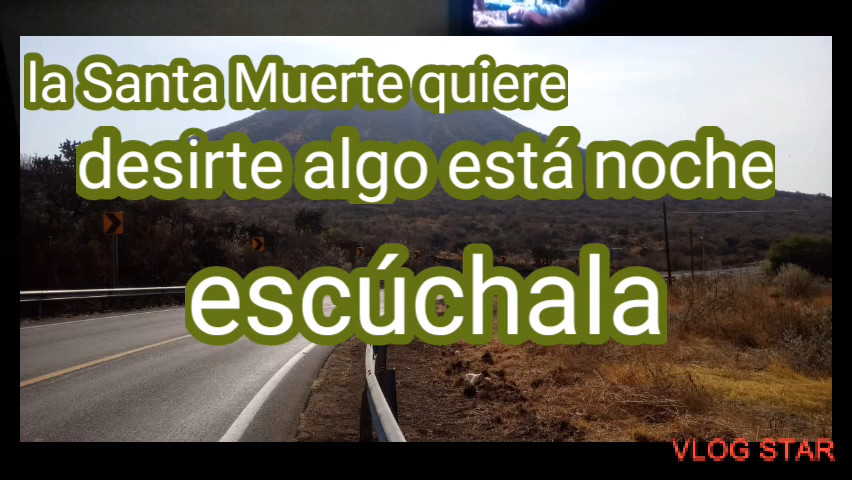 la Santa Muerte quiere
desirte algo está noche
escúchala
VLOG STAR